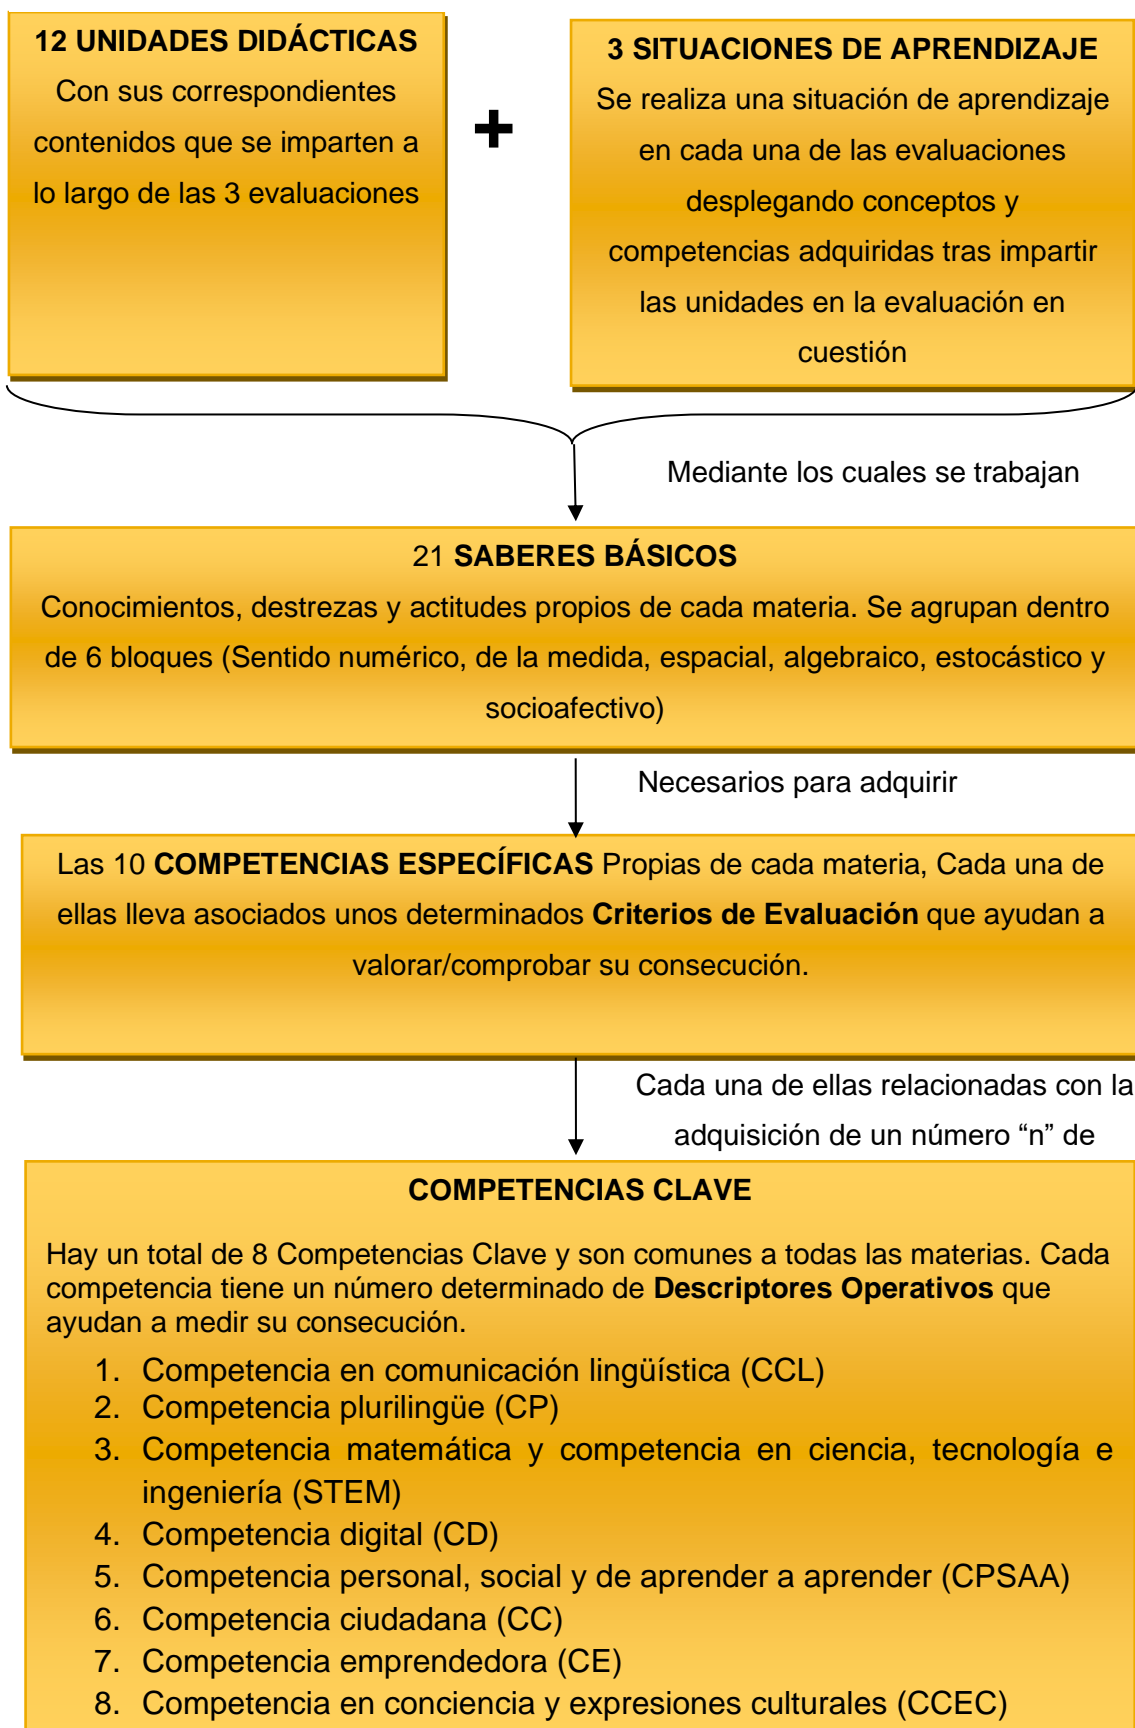 12 UNIDADES DIDÁCTICAS
Con sus correspondientes
contenidos que se imparten a
lo largo de las 3 evaluaciones
+
3 SITUACIONES DE APRENDIZAJE
Se realiza una situación de aprendizaje
en cada una de las evaluaciones
desplegando conceptos y
competencias adquiridas tras impartir
las unidades en la evaluación en
cuestión
Mediante los cuales se trabajan
21 SABERES BÁSICOS
Conocimientos, destrezas y actitudes propios de cada materia. Se agrupan dentro
de 6 bloques (Sentido numérico, de la medida, espacial, algebraico, estocástico y
socioafectivo)
Necesarios para adquirir
Las 10 COMPETENCIAS ESPECÍFICAS Propias de cada materia, Cada una de
ellas lleva asociados unos determinados Criterios de Evaluación que ayudan a
valorar/comprobar su consecución.
Cada una de ellas relacionadas con la
adquisición de un número “n” de
COMPETENCIAS CLAVE
Hay un total de 8 Competencias Clave y son comunes a todas las materias. Cada
competencia tiene un número determinado de Descriptores Operativos que
ayudan a medir su consecución.
1. Competencia en comunicación lingüística (CCL)
2. Competencia plurilingüe (CP)
3. Competencia matemática y competencia en ciencia, tecnología e
ingeniería (STEM)
4. Competencia digital (CD)
5. Competencia personal, social y de aprender a aprender (CPSAA)
6. Competencia ciudadana (CC)
7. Competencia emprendedora (CE)
8. Competencia en conciencia y expresiones culturales (CCEC)